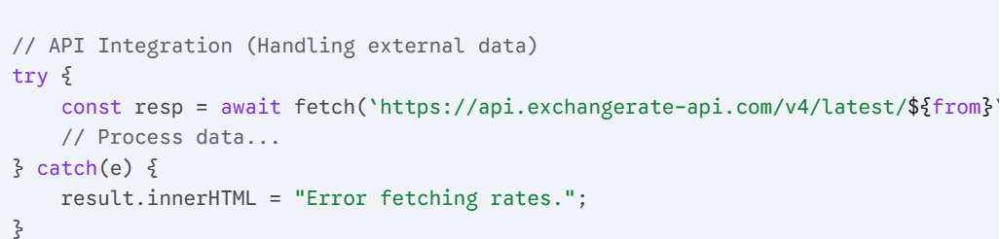 // API Integration (Handling external data)
try {
    const resp = await fetch(`https://api.exchangerate-api.com/v4/latest/${from}`
    // Process data...
} catch(e) {
    result.innerHTML = "Error fetching rates.";
}